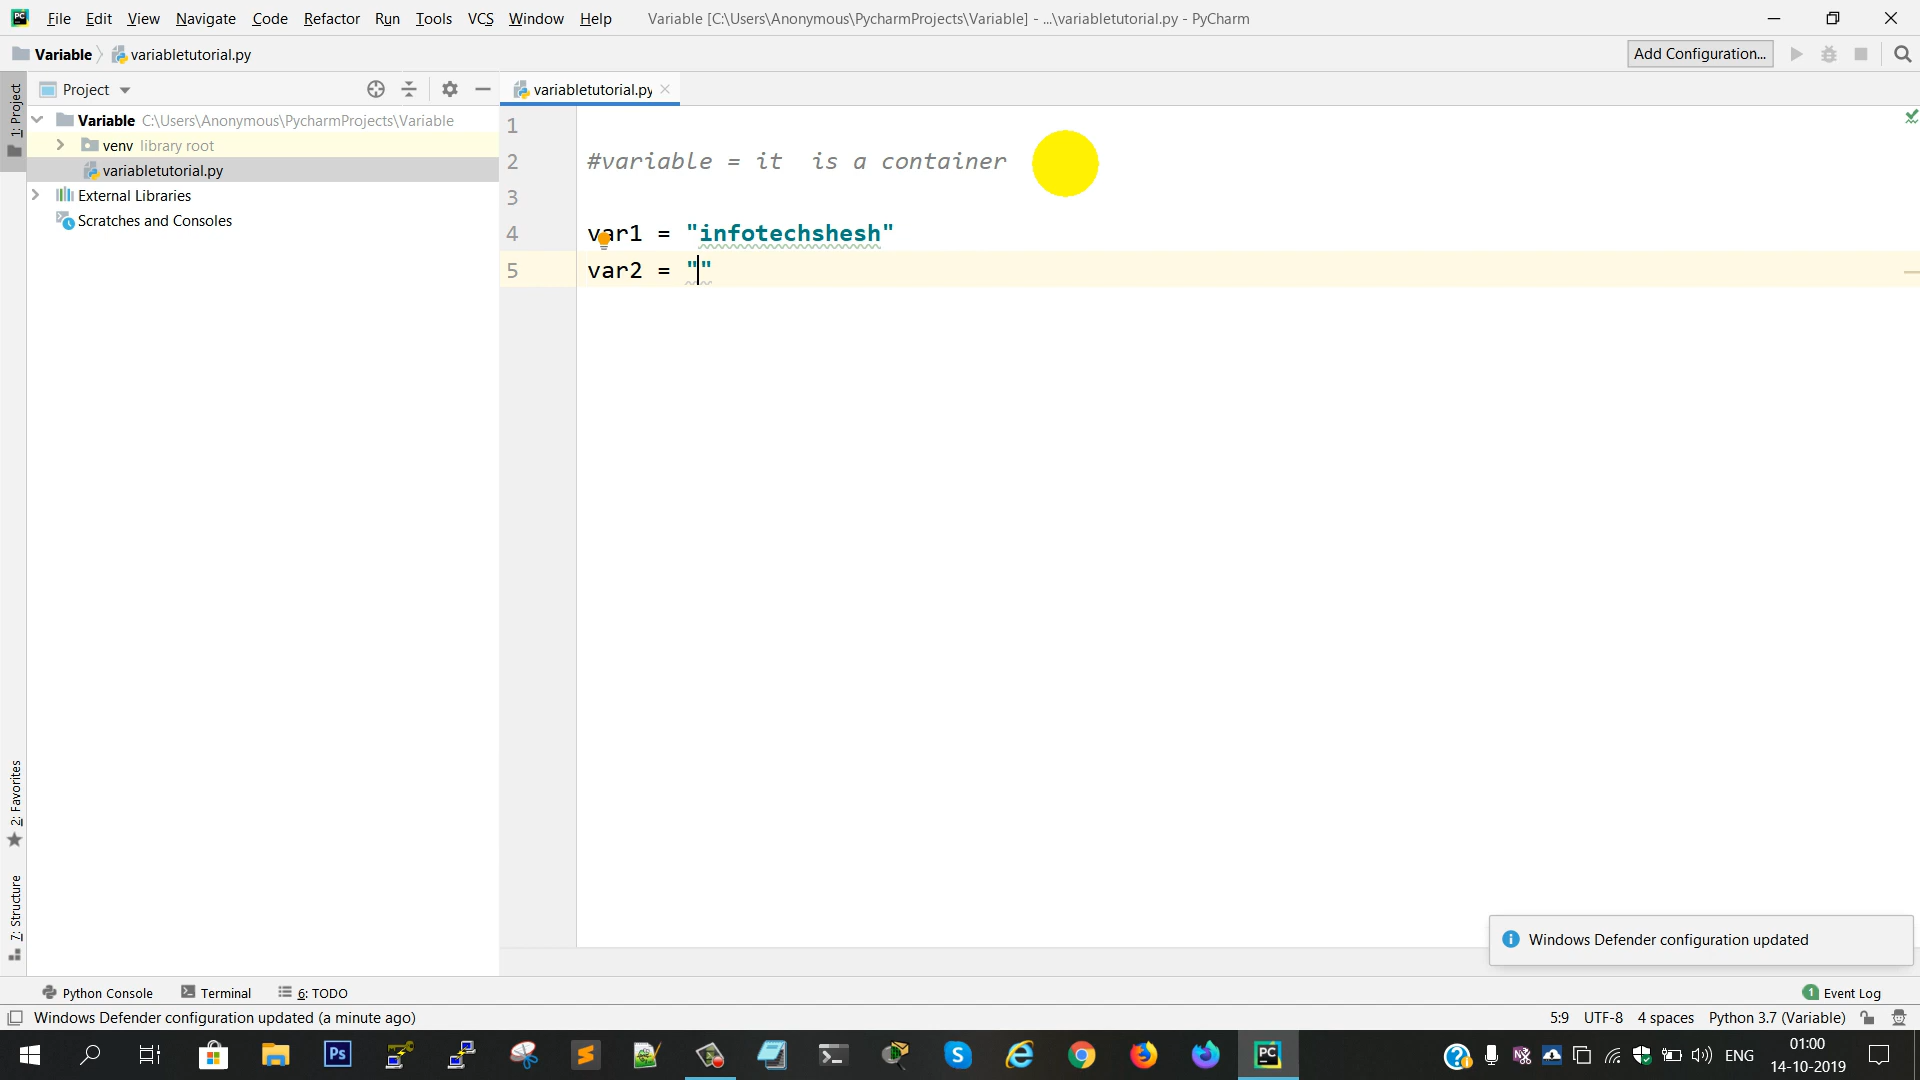 PC File Edit View Navigate Code Refactor Run Tools VCS Window Help Variable [C:\Users\Anonymous\PycharmProjects\Variable] - ...\variabletutorial.py - PyCharm
Variable variabletutorial.py Add Configuration...
1: Project
Project
variabletutorial.py
Variable C:\Users\Anonymous\PycharmProjects\Variable
venv library root
variabletutorial.py
External Libraries
Scratches and Consoles
1
2 #variable = it  is a container
3
4 var1 = "infotechshesh"
5 var2 = ""
2: Favorites
7: Structure
Windows Defender configuration updated
Python Console Terminal 6: TODO 1 Event Log
Windows Defender configuration updated (a minute ago) 5:9 UTF-8 4 spaces Python 3.7 (Variable)
Ps PC ENG 01:00
14-10-2019